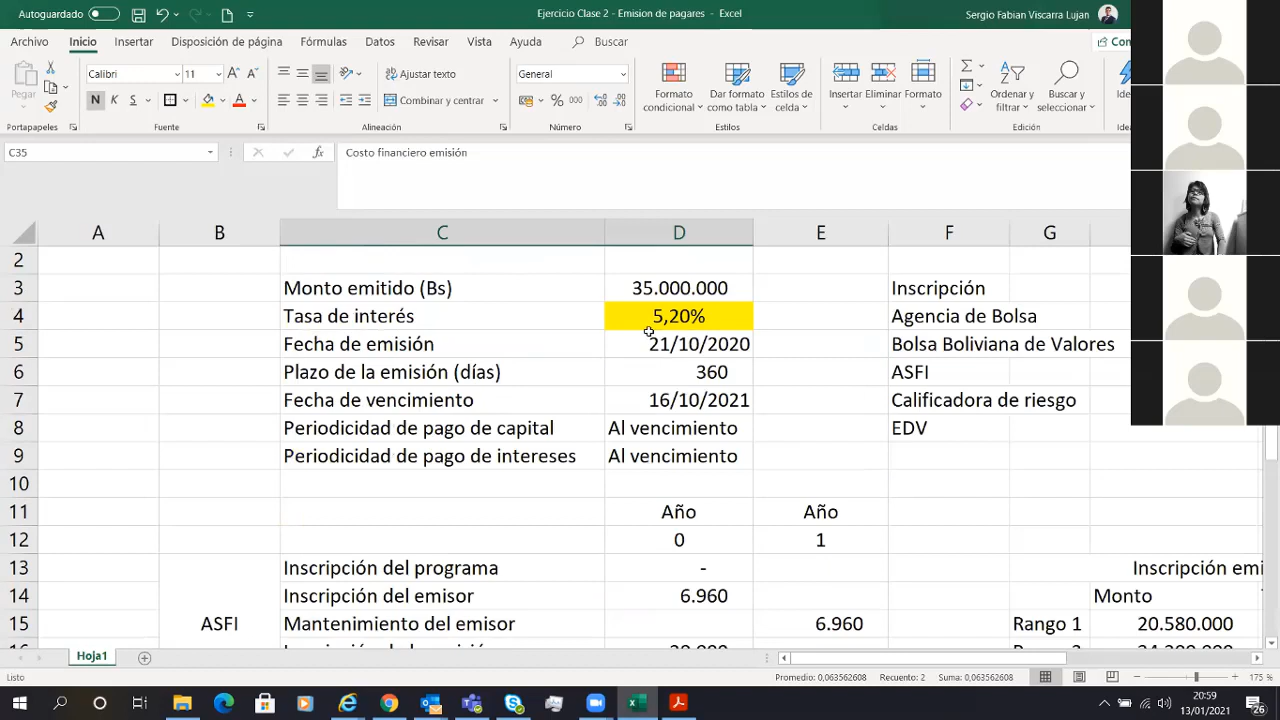 Autoguardado
Ejercicio Clase 2 - Emision de pagares - Excel
Sergio Fabian Viscarra Lujan
Archivo Inicio Insertar Disposición de página Fórmulas Datos Revisar Vista Ayuda Buscar
Pegar
Calibri 11
N K S
Ajustar texto
Combinar y centrar
General
% 000
Formato condicional
Dar formato como tabla
Estilos de celda
Insertar Eliminar Formato
Ordenar y filtrar
Buscar y seleccionar
Portapapeles Fuente Alineación Número Estilos Celdas Edición
C35 fx Costo financiero emisión
A B C D E F G
2
3 Monto emitido (Bs) 35.000.000 Inscripción
4 Tasa de interés 5,20% Agencia de Bolsa
5 Fecha de emisión 21/10/2020 Bolsa Boliviana de Valores
6 Plazo de la emisión (días) 360 ASFI
7 Fecha de vencimiento 16/10/2021 Calificadora de riesgo
8 Periodicidad de pago de capital Al vencimiento EDV
9 Periodicidad de pago de intereses Al vencimiento
10
11 Año Año
12 0 1
13 Inscripción del programa - Inscripción emi
14 Inscripción del emisor 6.960 Monto
15 ASFI Mantenimiento del emisor 6.960 Rango 1 20.580.000
Hoja1
Listo Promedio: 0,063562608 Recuento: 2 Suma: 0,063562608 175 %
20:59
13/01/2021
26